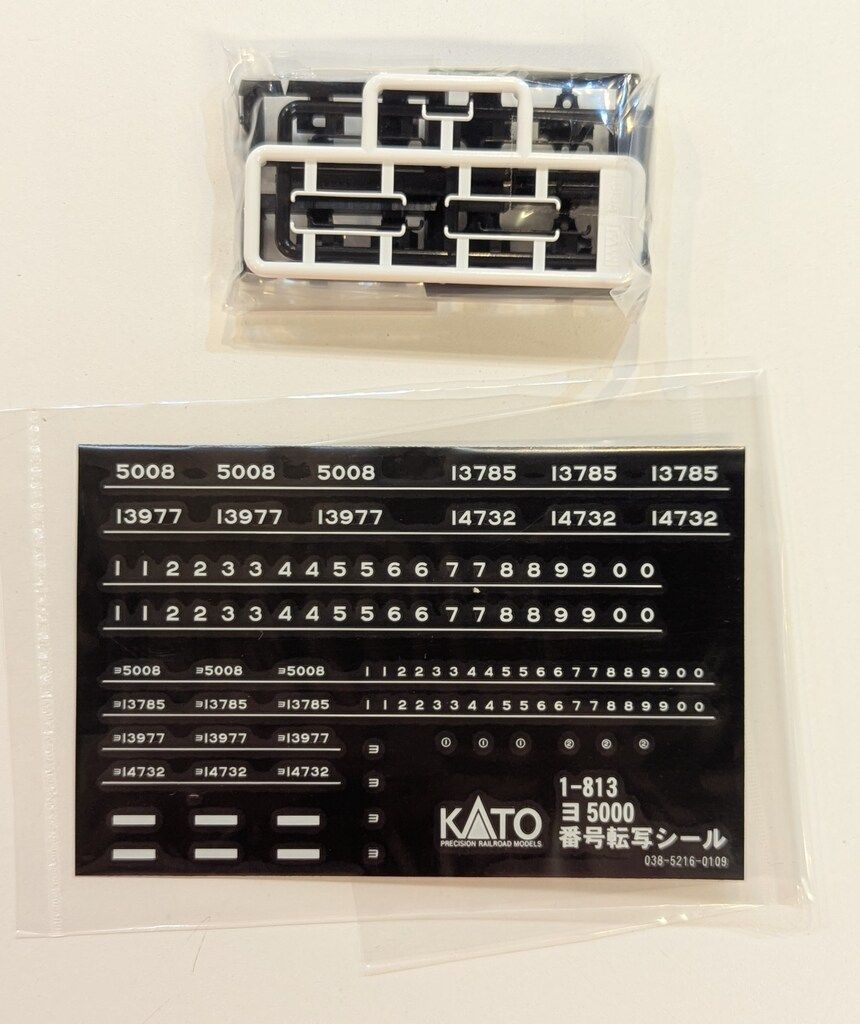 5008 5008 5008 13785 13785 13785
13977 13977 13977 14732 14732 14732
1 1 2 2 3 3 4 4 5 5 6 6 7 7 8 8 9 9 0 0
1 1 2 2 3 3 4 4 5 5 6 6 7 7 8 8 9 9 0 0
ヨ5008 ヨ5008 ヨ5008 1 1 2 2 3 3 4 4 5 5 6 6 7 7 8 8 9 9 0 0
ヨ13785 ヨ13785 ヨ13785 1 1 2 2 3 3 4 4 5 5 6 6 7 7 8 8 9 9 0 0
ヨ13977 ヨ13977 ヨ13977 ヨ ① ① ① ② ② ②
ヨ14732 ヨ14732 ヨ14732 ヨ
ヨ
ヨ
1-813
ヨ5000
番号転写シール
038-5216-0109
KATO
PRECISION RAILROAD MODELS